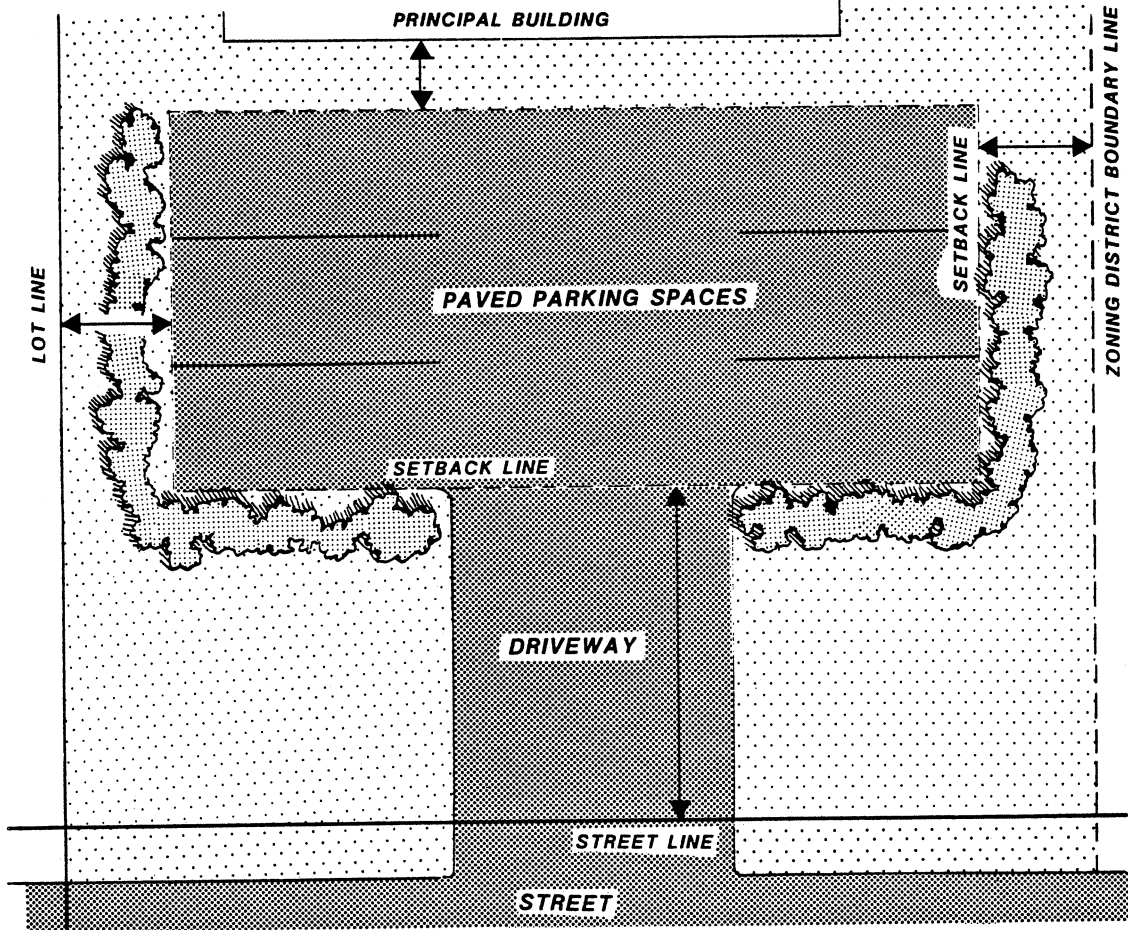 PRINCIPAL BUILDING
ZONING DISTRICT BOUNDARY LINE
SETBACK LINE
LOT LINE
PAVED PARKING SPACES
SETBACK LINE
DRIVEWAY
STREET LINE
STREET